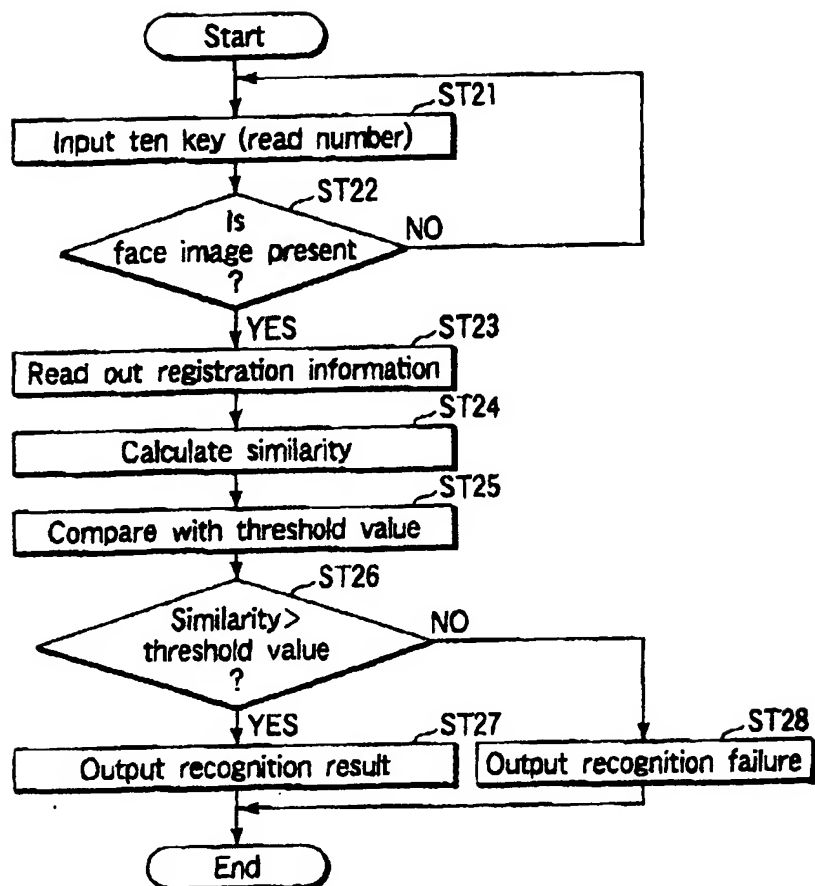 Start
ST21
Input ten key (read number)
ST22
Is
face image present
?
NO
YES
ST23
Read out registration information
ST24
Calculate similarity
ST25
Compare with threshold value
ST26
Similarity>
threshold value
?
NO
YES
ST27
Output recognition result
ST28
Output recognition failure
End